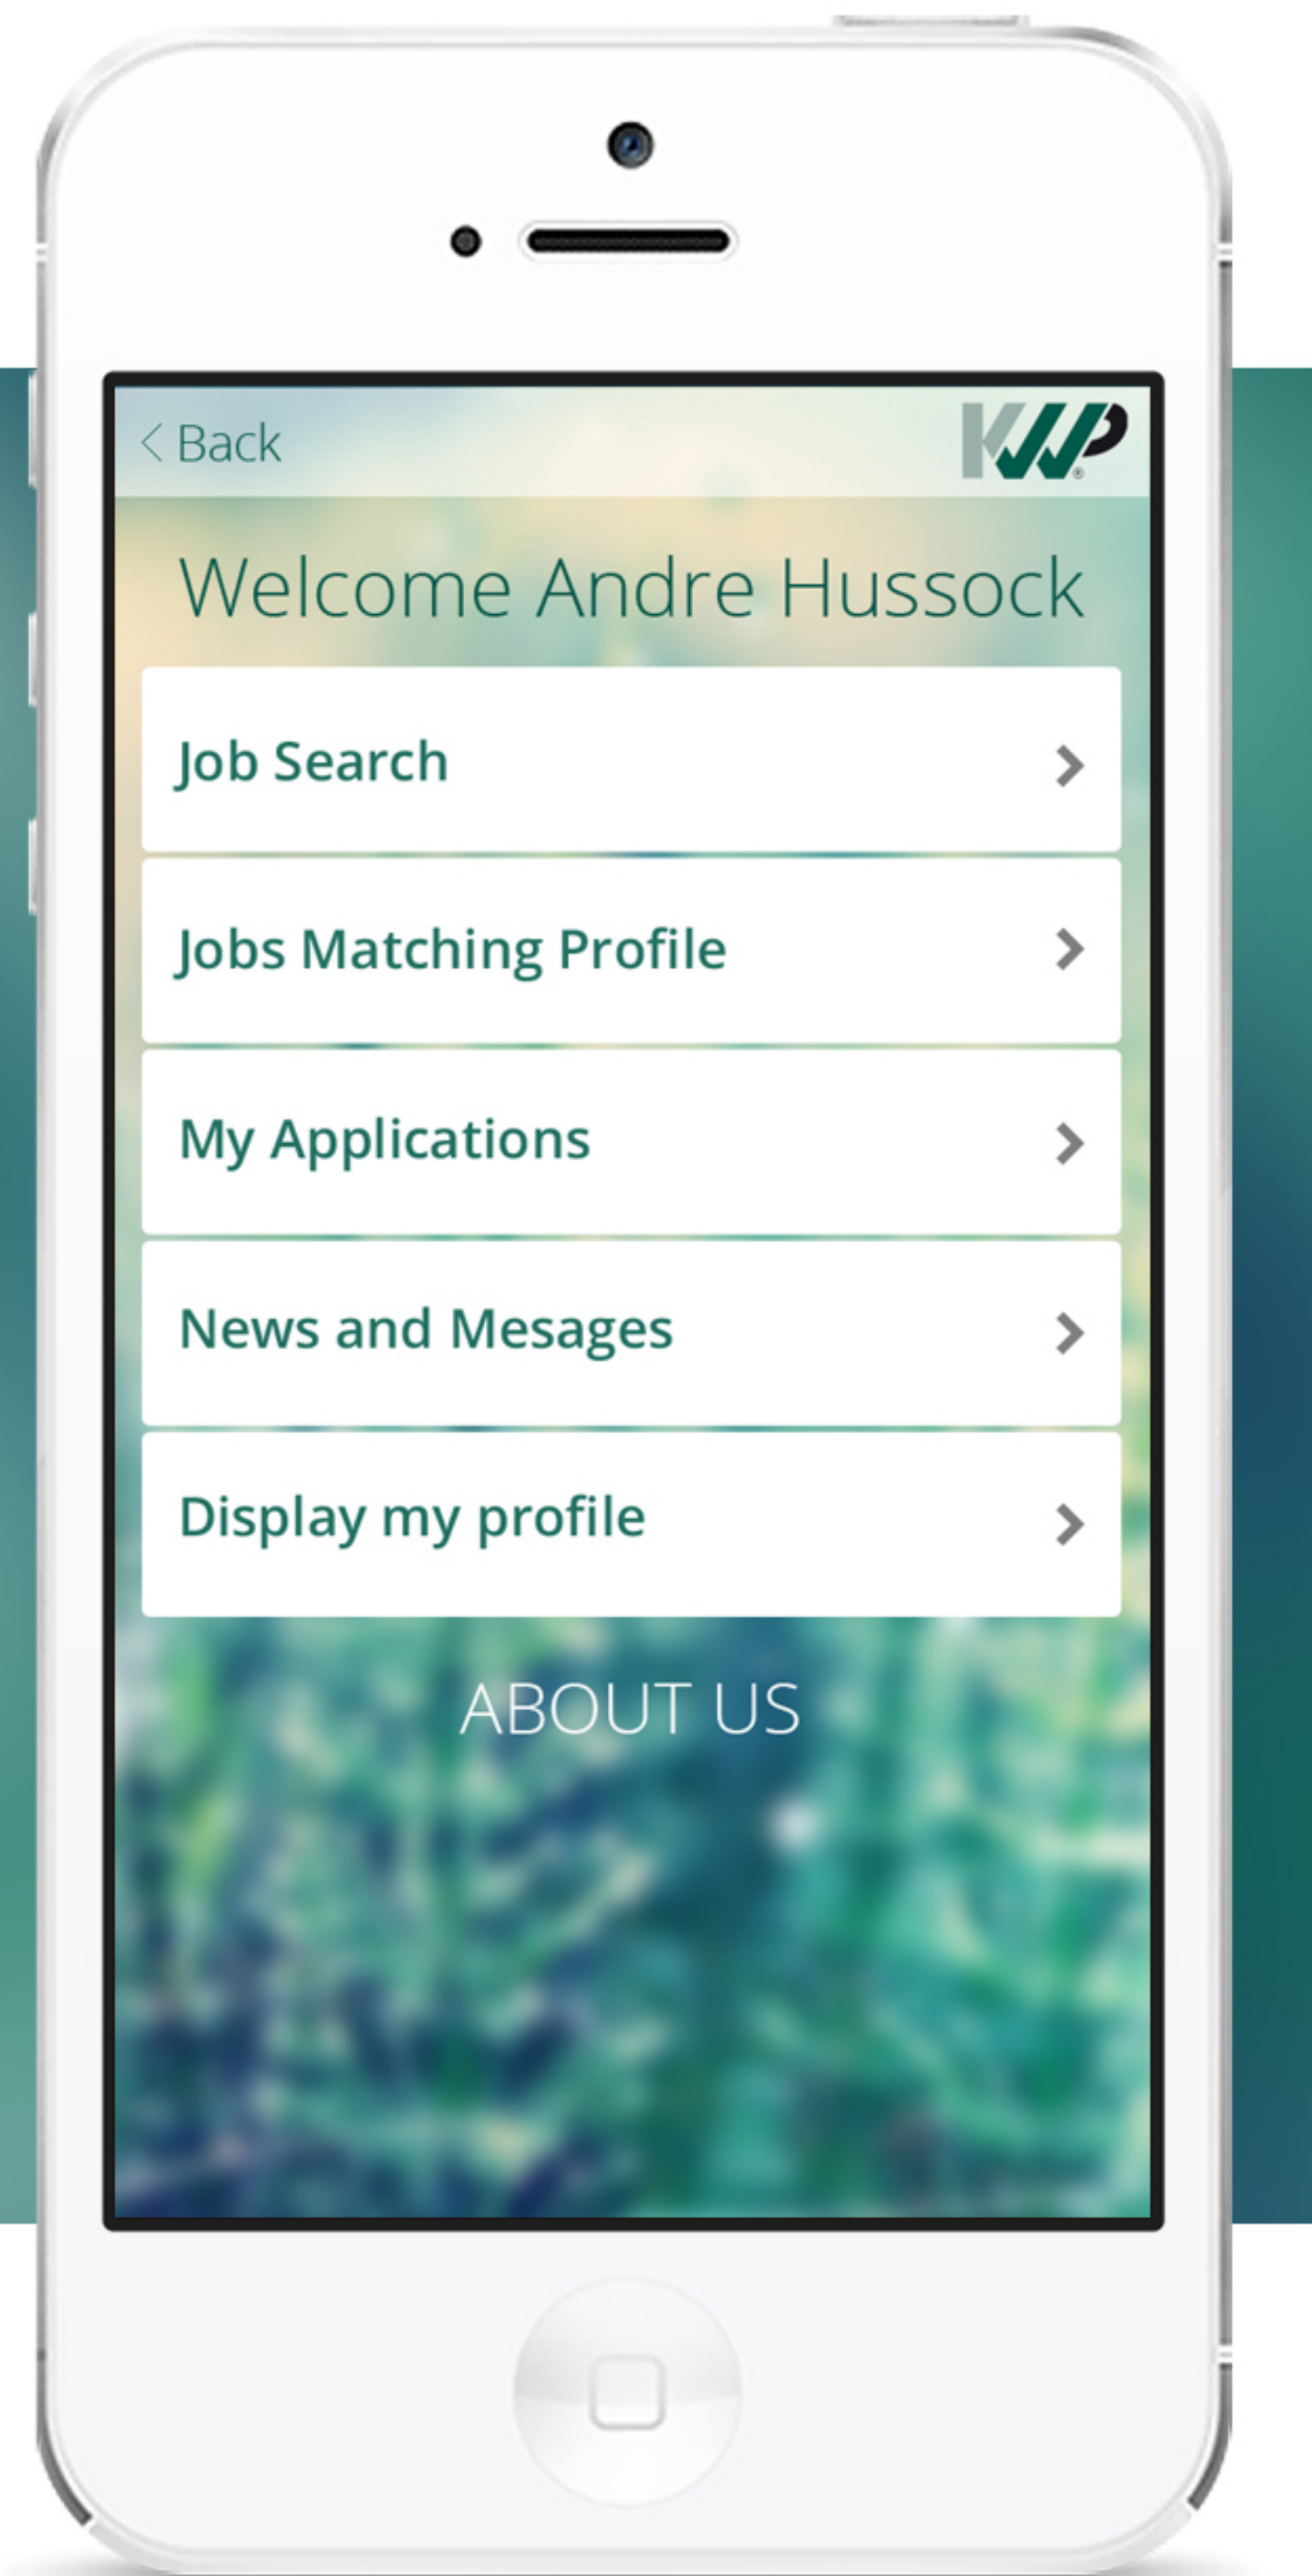 Back
KWP
Welcome Andre Hussock
Job Search
Jobs Matching Profile
My Applications
News and Mesages
Display my profile
ABOUT US